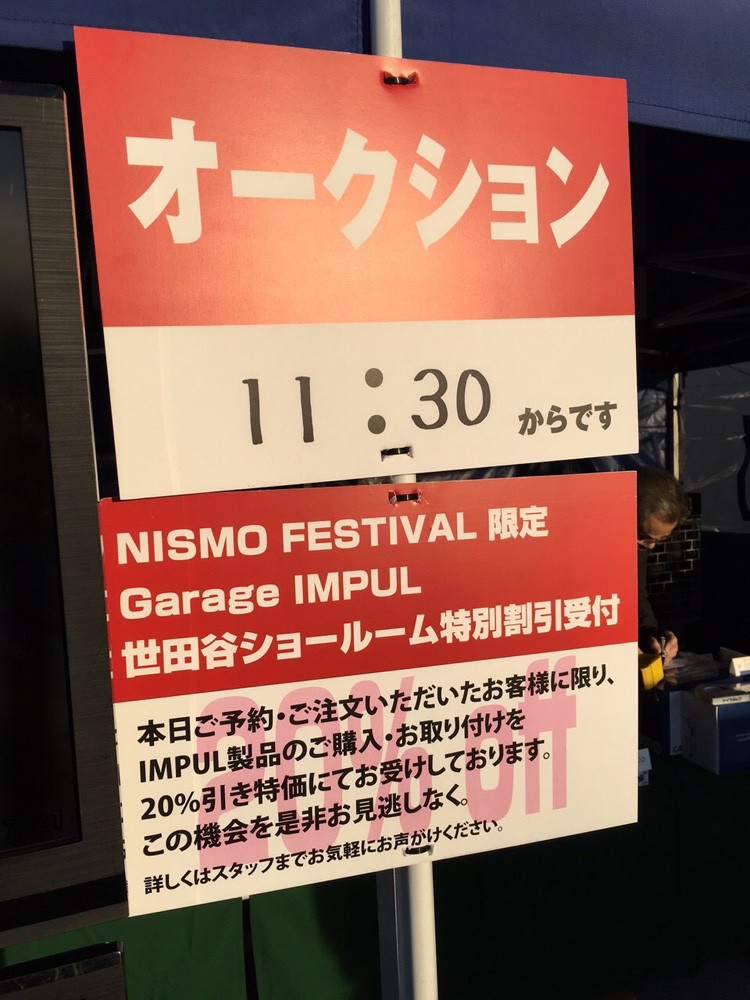 オークション
11:30 からです
NISMO FESTIVAL 限定
Garage IMPUL
世田谷ショールーム特別割引受付
20% off
本日ご予約・ご注文いただいたお客様に限り、
IMPUL製品のご購入・お取り付けを
20%引き特価にてお受けしております。
この機会を是非お見逃しなく。
詳しくはスタッフまでお気軽にお声がけください。